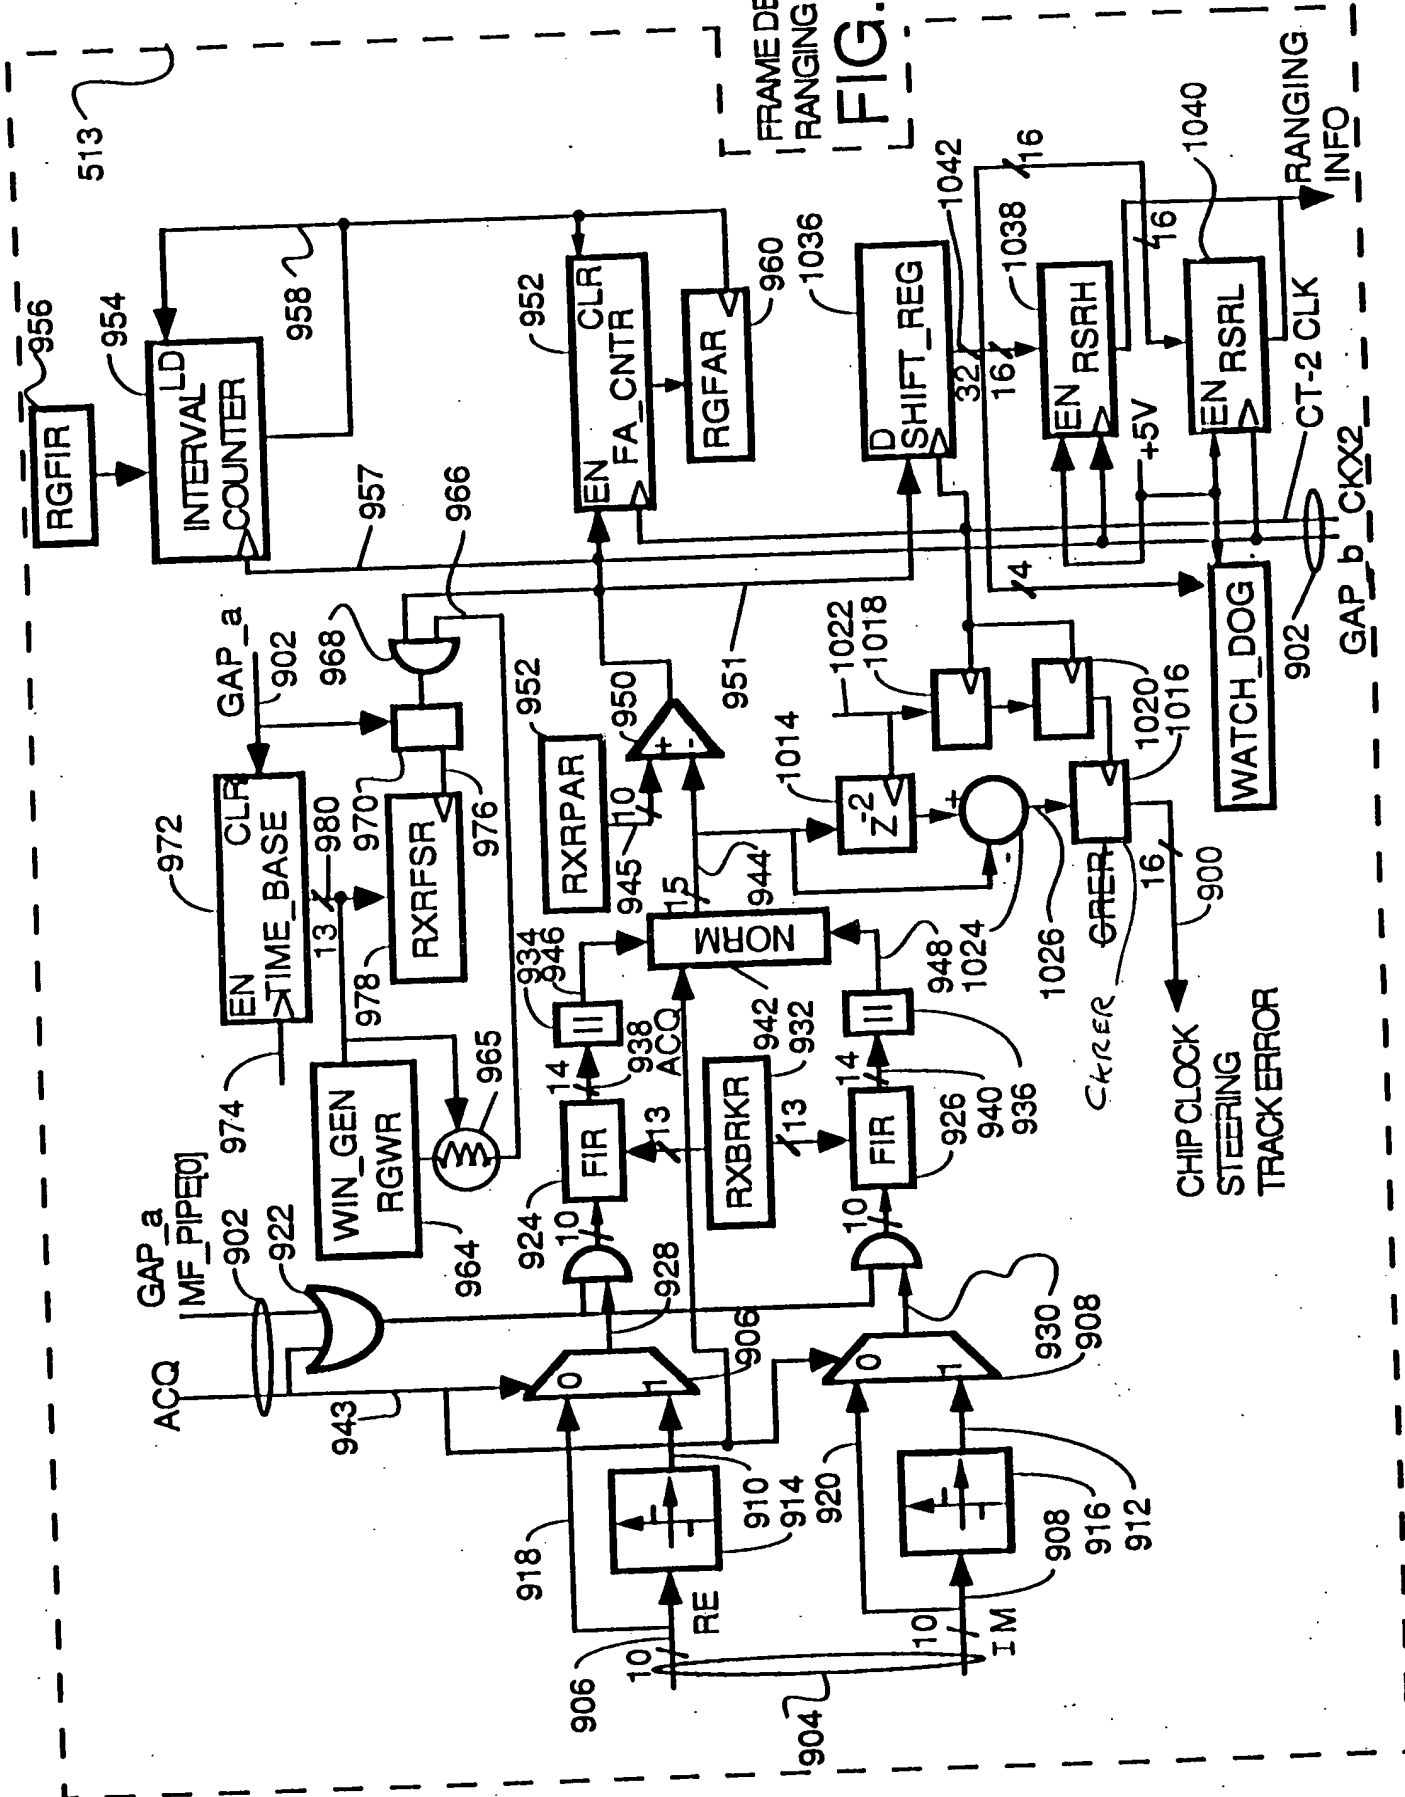 513
FRAME DE
RANGING
FIG.
956
RGFIR
954
LD
INTERVAL
COUNTER
958
957
966
952
CLR
EN
FA_CNTR
RGFAR
960
1036
D
SHIFT_REG
1042
32
16
16
1038
EN
RSRH
16
1040
EN
RSRL
+5V
RANGING
INFO
CT-2 CLK
CKX2
GAP_b
902
4
WATCH_DOG
GAP_a
902
968
972
CLR
EN
TIME_BASE
974
13
980
970
976
RXRFSR
978
WIN_GEN
RGWR
964
965
952
RXRPAR
945
10
950
+
-
951
1022
1018
1014
Z-2
1020
1016
+
-
1024
1026
CRER
CKRER
16
900
CHIP CLOCK
STEERING
TRACK ERROR
15
944
NORM
942
934
946
948
||
||
936
14
938
ACQ
14
940
FIR
924
13
RXBRKR
932
13
FIR
926
10
10
GAP_a
MF_PIPE[0]
902
922
ACQ
943
928
906
0
1
930
908
0
1
918
910
914
920
908
916
912
906
10
RE
10
IM
904